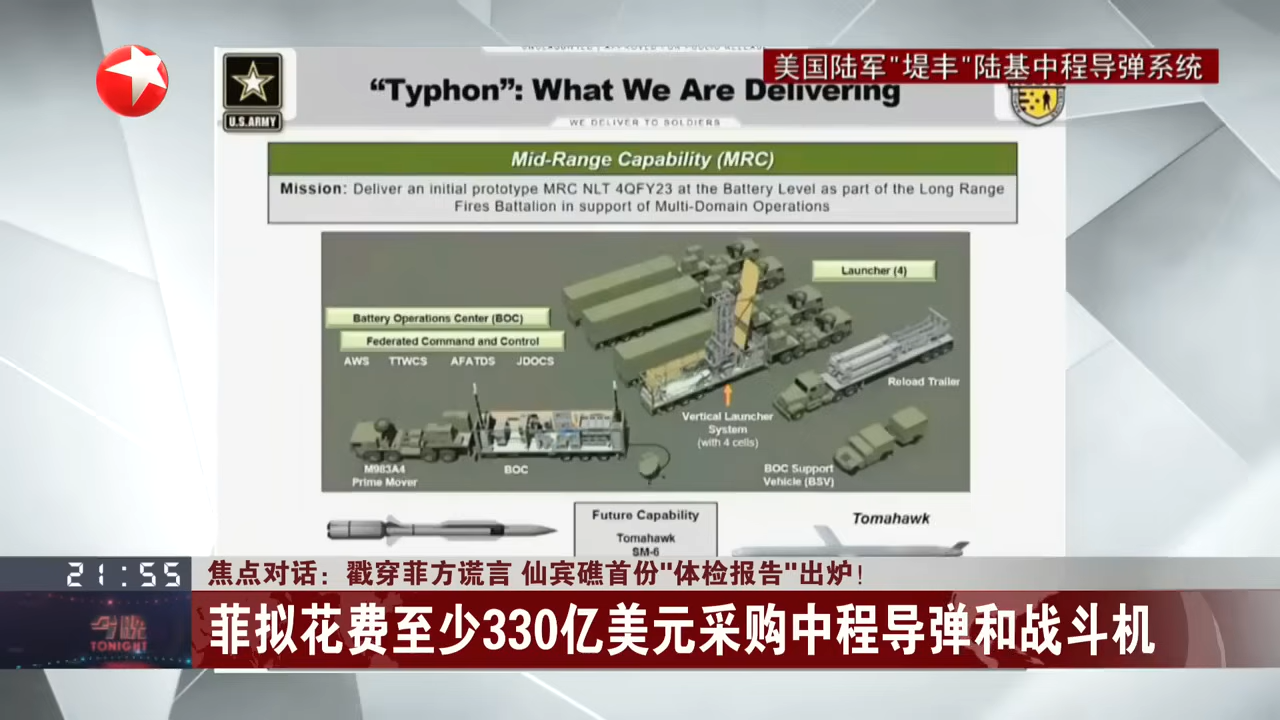 美国陆军"堤丰"陆基中程导弹系统
"Typhon": What We Are Delivering
U.S.ARMY
WE DELIVER TO SOLDIERS
Mid-Range Capability (MRC)
Mission: Deliver an initial prototype MRC NLT 4QFY23 at the Battery Level as part of the Long Range
Fires Battalion in support of Multi-Domain Operations
Launcher (4)
Battery Operations Center (BOC)
Federated Command and Control
AWS TTWCS AFATDS JDOCS
Reload Trailer
Vertical Launcher
System
(with 4 cells)
M983A4
Prime Mover
BOC
BOC Support
Vehicle (BSV)
Future Capability
Tomahawk
SM-6
Tomahawk
21:55
焦点对话：戳穿菲方谎言 仙宾礁首份"体检报告"出炉！
今晚
TONIGHT
菲拟花费至少330亿美元采购中程导弹和战斗机